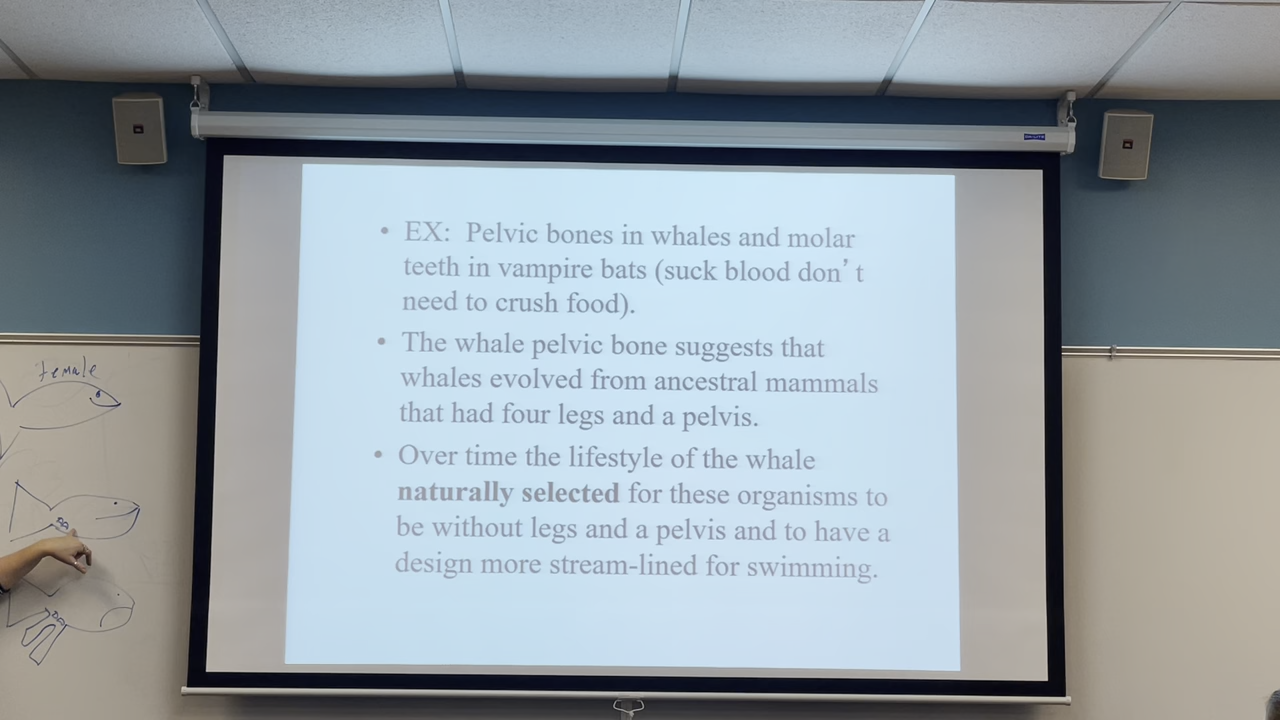 • EX: Pelvic bones in whales and molar
teeth in vampire bats (suck blood don't
need to crush food).
• The whale pelvic bone suggests that
whales evolved from ancestral mammals
that had four legs and a pelvis.
• Over time the lifestyle of the whale
naturally selected for these organisms to
be without legs and a pelvis and to have a
design more stream-lined for swimming.
female